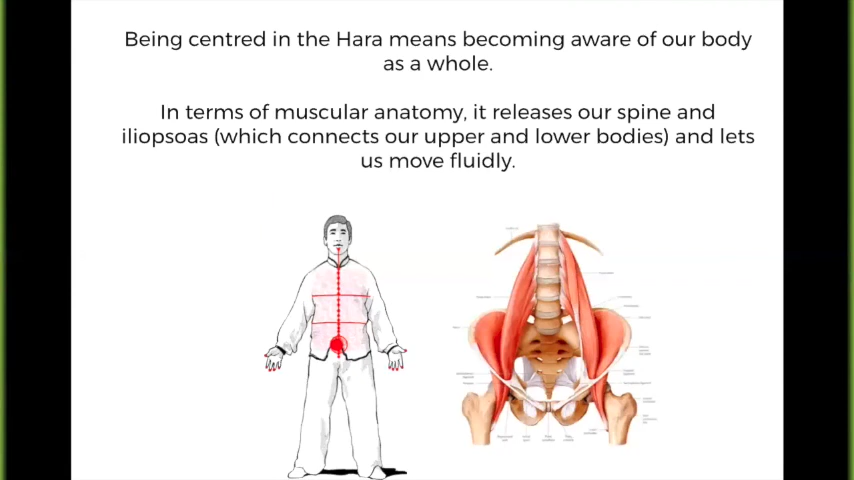 Being centred in the Hara means becoming aware of our body
as a whole.
In terms of muscular anatomy, it releases our spine and
iliopsoas (which connects our upper and lower bodies) and lets
us move fluidly.